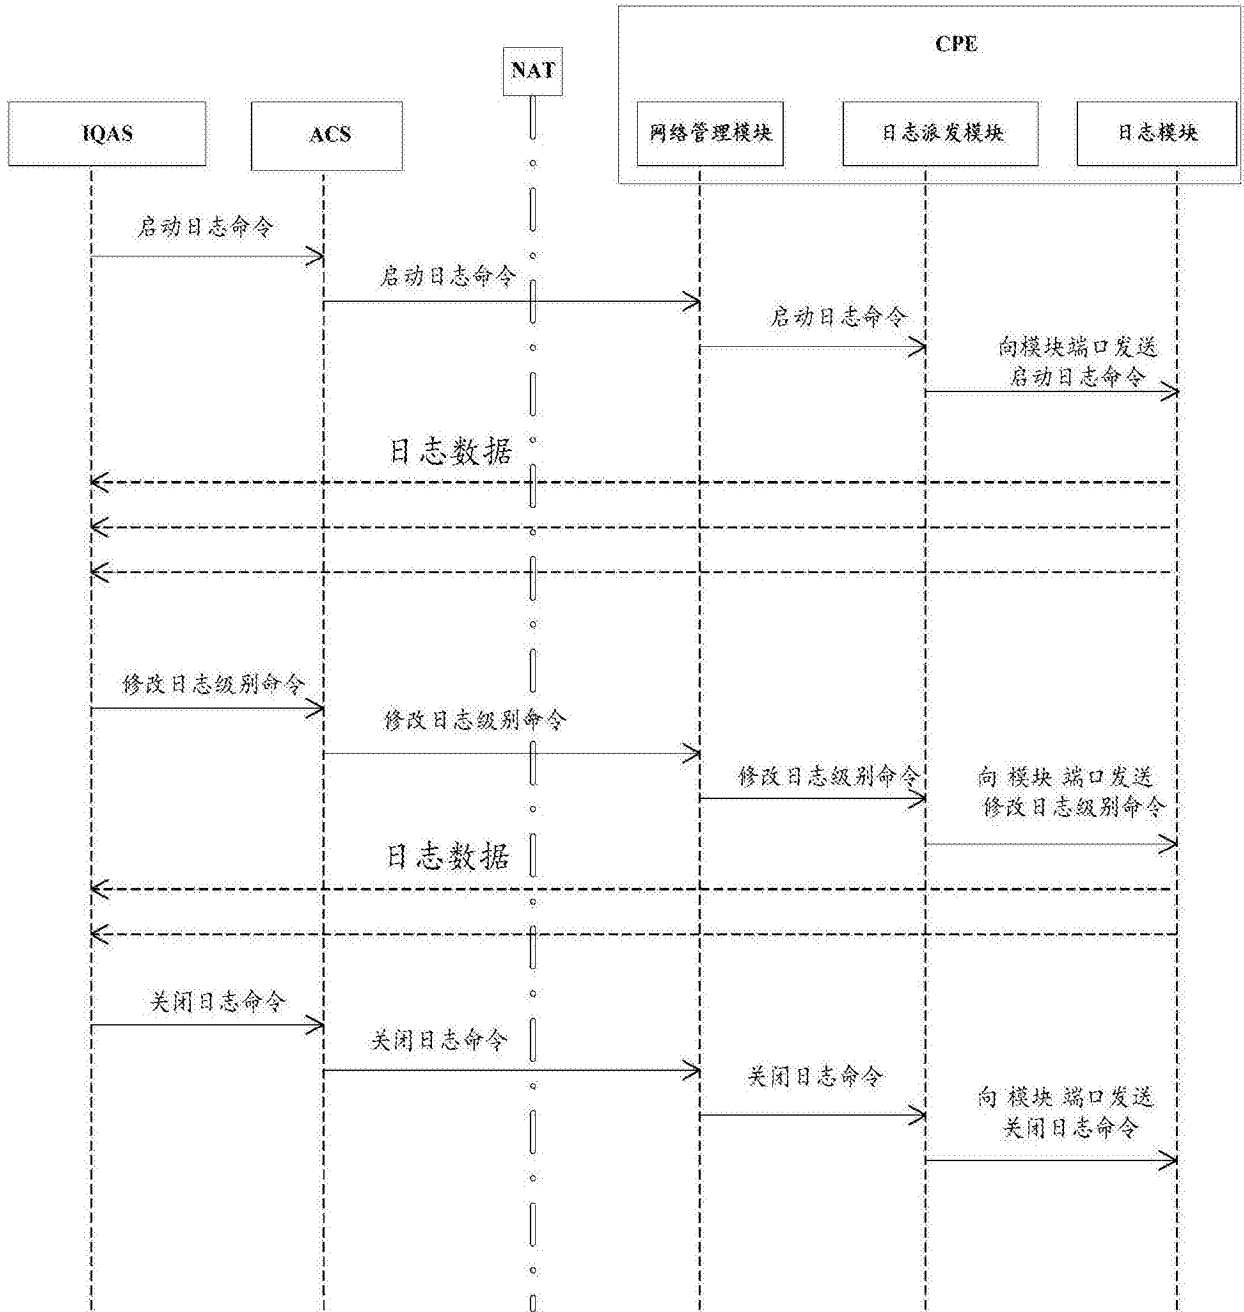 CPE
NAT
IQAS
ACS
网络管理模块
日志派发模块
日志模块
启动日志命令
启动日志命令
启动日志命令
向模块端口发送
启动日志命令
日志数据
修改日志级别命令
修改日志级别命令
修改日志级别命令
向 模块 端口发送
修改日志级别命令
日志数据
关闭日志命令
关闭日志命令
关闭日志命令
向 模块 端口发送
关闭日志命令